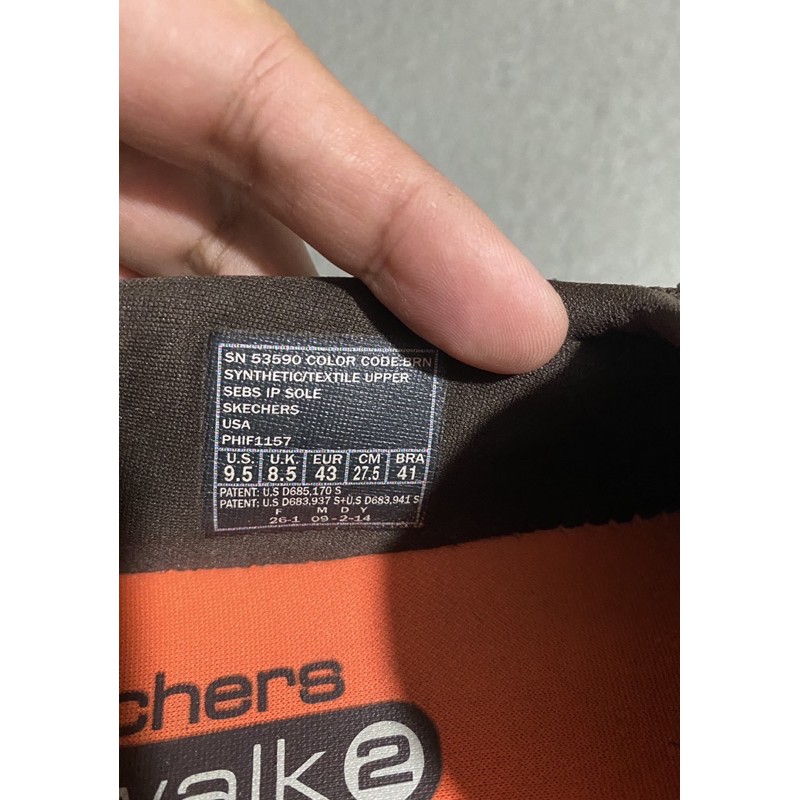 SN 53590 COLOR CODE:BRN
SYNTHETIC/TEXTILE UPPER
SEBS IP SOLE
SKECHERS
USA
PHIF1157
U.S. U.K. EUR CM BRA
9.5 8.5 43 27.5 41
PATENT: U.S D685,170 S
PATENT: U.S D683,937 S+U.S D683,941 S
F M D Y
26-1 09-2-14
chers
walk 2